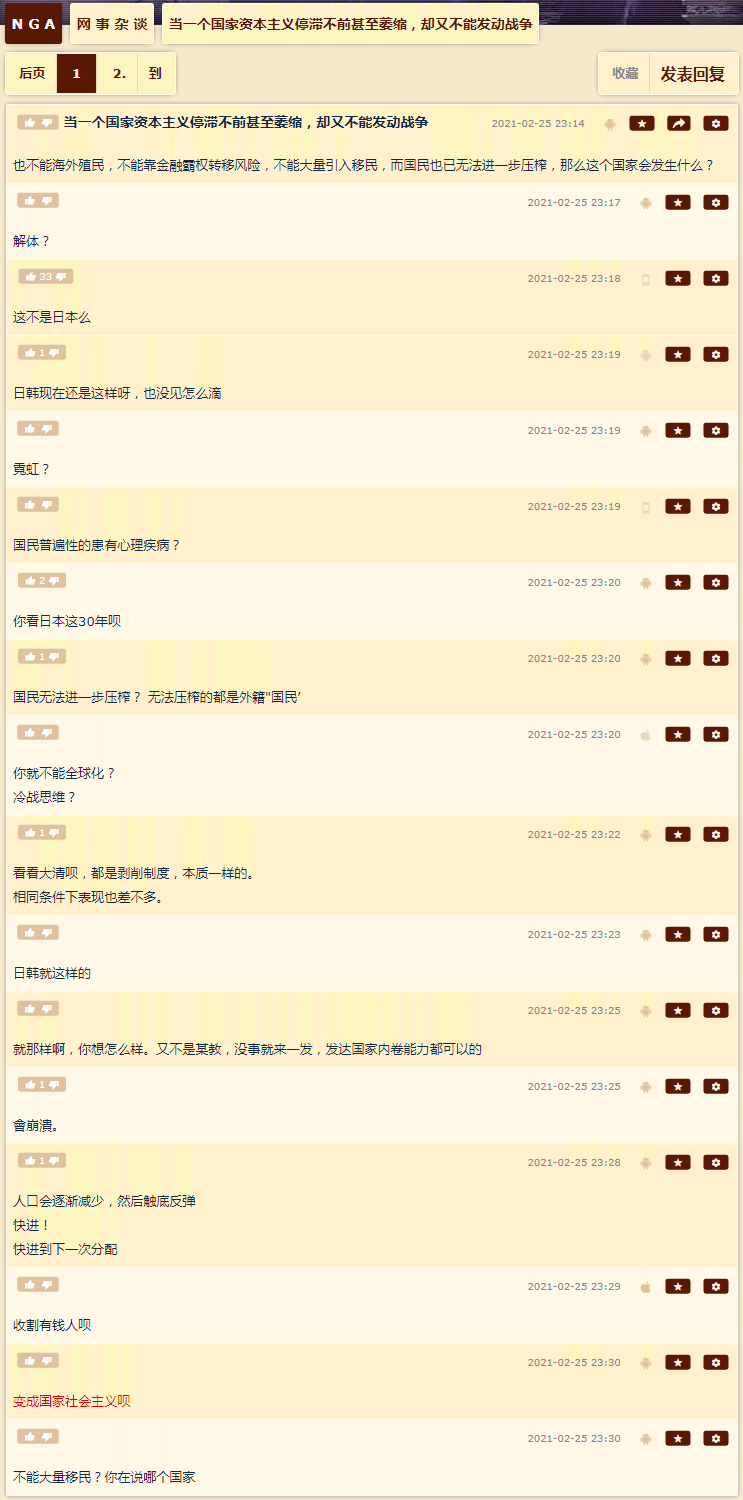 NGA 网事杂谈 当一个国家资本主义停滞不前甚至萎缩，却又不能发动战争
后页 1 2. 到 收藏 发表回复
当一个国家资本主义停滞不前甚至萎缩，却又不能发动战争 2021-02-25 23:14
也不能海外殖民，不能靠金融霸权转移风险，不能大量引入移民，而国民也已无法进一步压榨，那么这个国家会发生什么？
2021-02-25 23:17
解体？
33 2021-02-25 23:18
这不是日本么
1 2021-02-25 23:19
日韩现在还是这样呀，也没见怎么滴
2021-02-25 23:19
霓虹？
2021-02-25 23:19
国民普遍性的患有心理疾病？
2 2021-02-25 23:20
你看日本这30年呗
1 2021-02-25 23:20
国民无法进一步压榨？ 无法压榨的都是外籍"国民'
2021-02-25 23:20
你就不能全球化？
冷战思维？
1 2021-02-25 23:22
看看大清呗，都是剥削制度，本质一样的。
相同条件下表现也差不多。
2021-02-25 23:23
日韩就这样的
2021-02-25 23:25
就那样啊，你想怎么样。又不是某教，没事就来一发，发达国家内卷能力都可以的
1 2021-02-25 23:25
會崩潰。
1 2021-02-25 23:28
人口会逐渐减少，然后触底反弹
快进！
快进到下一次分配
2021-02-25 23:29
收割有钱人呗
2021-02-25 23:30
变成国家社会主义呗
2021-02-25 23:30
不能大量移民？你在说哪个国家